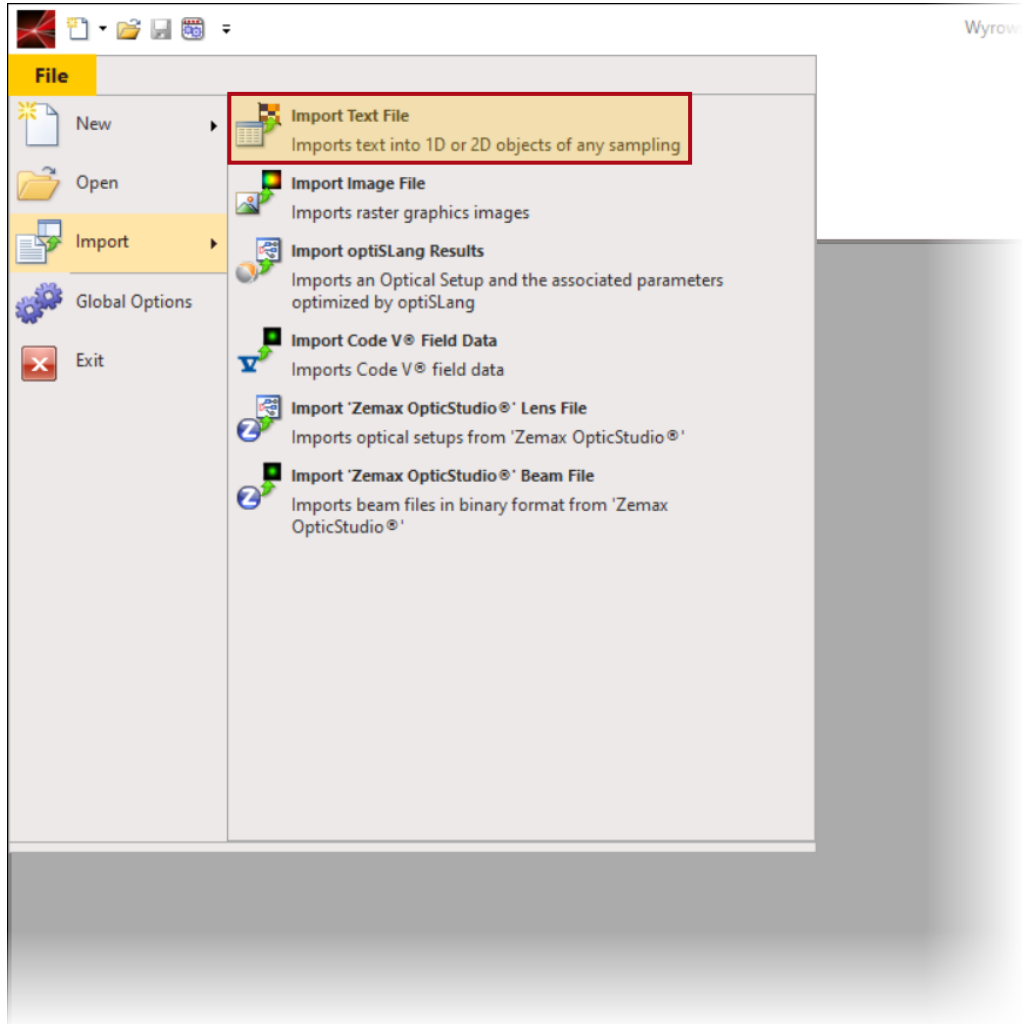 Wyrow
File
New
Open
Import
Global Options
Exit
Import Text File
Imports text into 1D or 2D objects of any sampling
Import Image File
Imports raster graphics images
Import optiSLang Results
Imports an Optical Setup and the associated parameters
optimized by optiSLang
Import Code V® Field Data
Imports Code V® field data
Import 'Zemax OpticStudio®' Lens File
Imports optical setups from 'Zemax OpticStudio®'
Import 'Zemax OpticStudio®' Beam File
Imports beam files in binary format from 'Zemax
OpticStudio®'